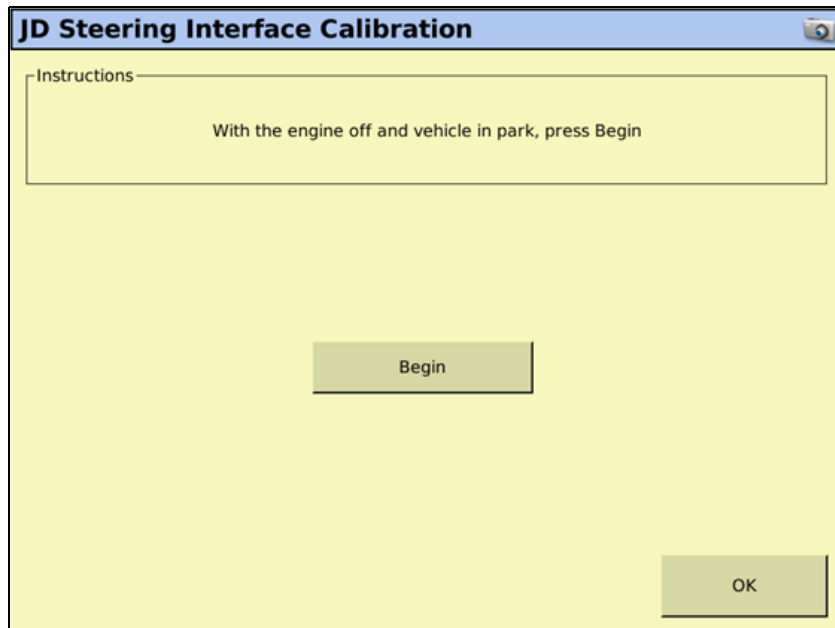 JD Steering Interface Calibration
Instructions
With the engine off and vehicle in park, press Begin
Begin
OK